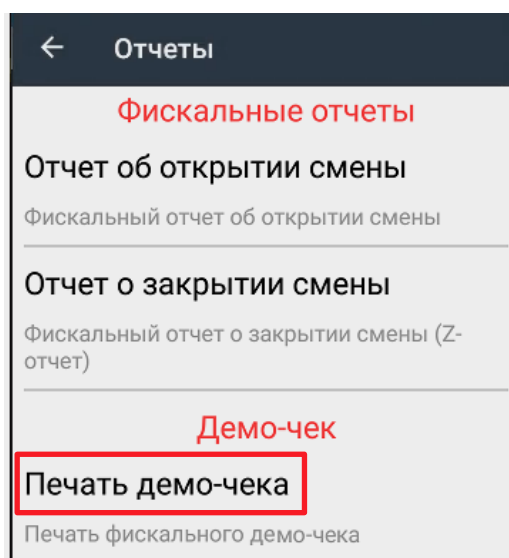 Отчеты
Фискальные отчеты
Отчет об открытии смены
Фискальный отчет об открытии смены
Отчет о закрытии смены
Фискальный отчет о закрытии смены (Z-
отчет)
Демо-чек
Печать демо-чека
Печать фискального демо-чека